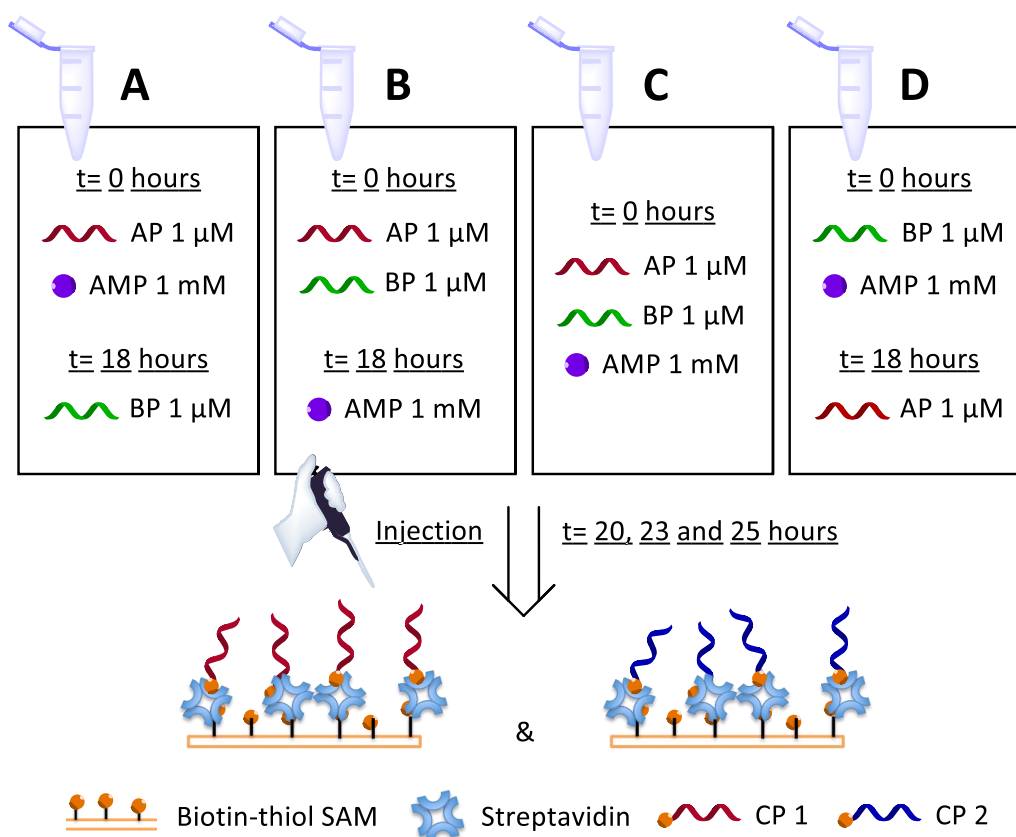 A
t= 0 hours
AP 1 µM
AMP 1 mM
t= 18 hours
BP 1 µM
B
t= 0 hours
AP 1 µM
BP 1 µM
t= 18 hours
AMP 1 mM
C
t= 0 hours
AP 1 µM
BP 1 µM
AMP 1 mM
D
t= 0 hours
BP 1 µM
AMP 1 mM
t= 18 hours
AP 1 µM
Injection
t= 20, 23 and 25 hours
&
Biotin-thiol SAM
Streptavidin
CP 1
CP 2